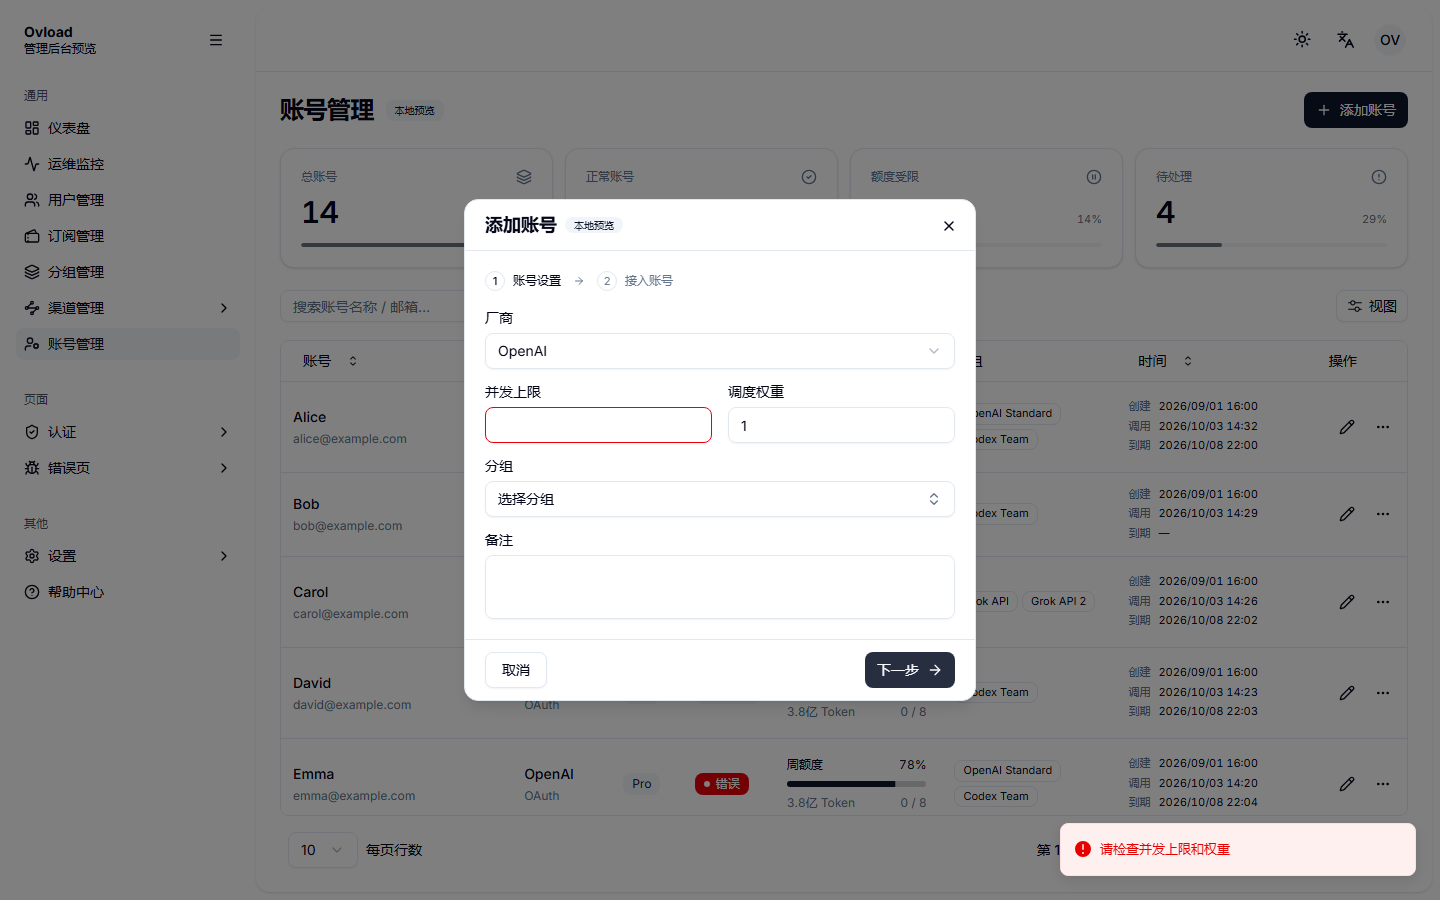 Ovload
管理后台预览
通用
仪表盘
运维监控
用户管理
订阅管理
分组管理
渠道管理
账号管理
页面
认证
错误页
其他
设置
帮助中心
OV
账号管理 本地预览
添加账号
总账号
14
正常账号
额度受限
14%
待处理
4
29%
搜索账号名称 / 邮箱...
视图
账号
时间
操作
Alice
alice@example.com
创建 2026/09/01 16:00
调用 2026/10/03 14:32
到期 2026/10/08 22:00
Bob
bob@example.com
创建 2026/09/01 16:00
调用 2026/10/03 14:29
到期 —
Carol
carol@example.com
Grok API 2
创建 2026/09/01 16:00
调用 2026/10/03 14:26
到期 2026/10/08 22:02
David
david@example.com
OAuth
3.8亿 Token 0 / 8
创建 2026/09/01 16:00
调用 2026/10/03 14:23
到期 2026/10/08 22:03
Emma
emma@example.com
OpenAI
OAuth
Pro
错误
周额度 78%
3.8亿 Token 0 / 8
OpenAI Standard
Codex Team
创建 2026/09/01 16:00
调用 2026/10/03 14:20
到期 2026/10/08 22:04
10
每页行数
第 1
添加账号 本地预览
1 账号设置 → 2 接入账号
厂商
OpenAI
并发上限
调度权重
1
分组
选择分组
备注
取消
下一步
请检查并发上限和权重